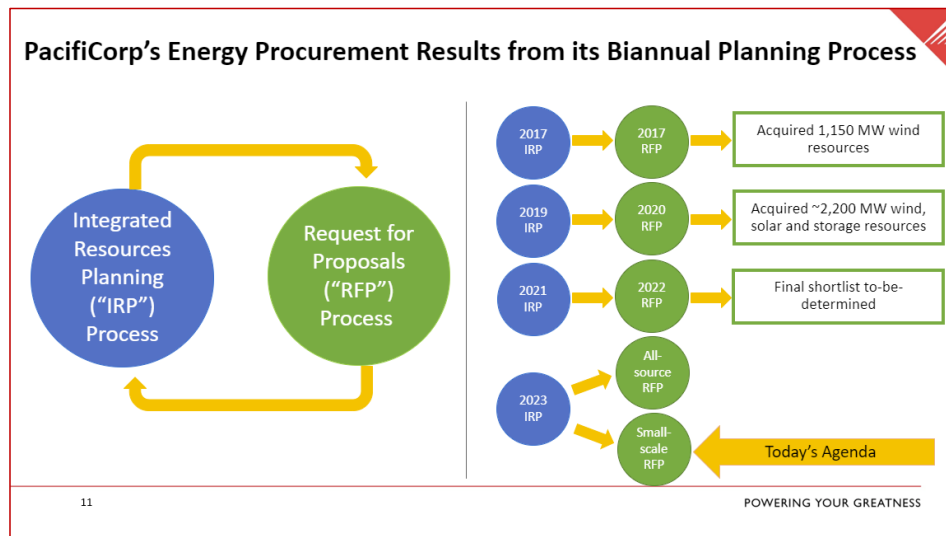 PacifiCorp's Energy Procurement Results from its Biannual Planning Process
Integrated
Resources
Planning
("IRP")
Process
Request for
Proposals
("RFP")
Process
2017
IRP
2017
RFP
Acquired 1,150 MW wind
resources
2019
IRP
2020
RFP
Acquired ~2,200 MW wind,
solar and storage resources
2021
IRP
2022
RFP
Final shortlist to-be-
determined
2023
IRP
All-
source
RFP
Small-
scale
RFP
Today's Agenda
11
POWERING YOUR GREATNESS